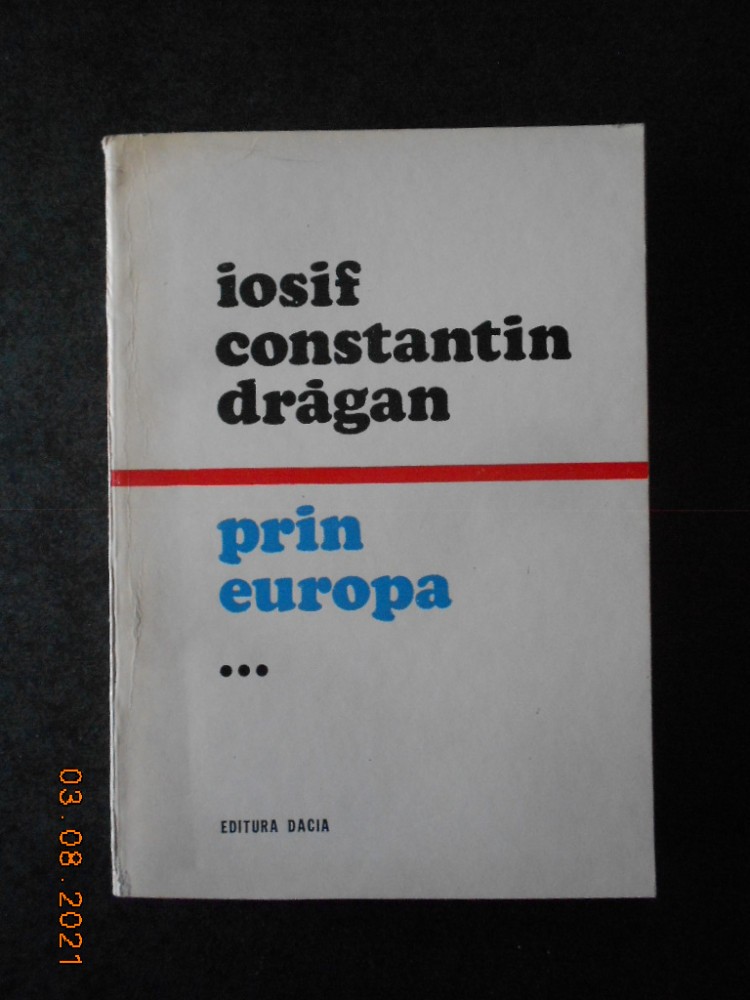 iosif
constantin
drăgan
prin
europa
•••
EDITURA DACIA
03.08.2021